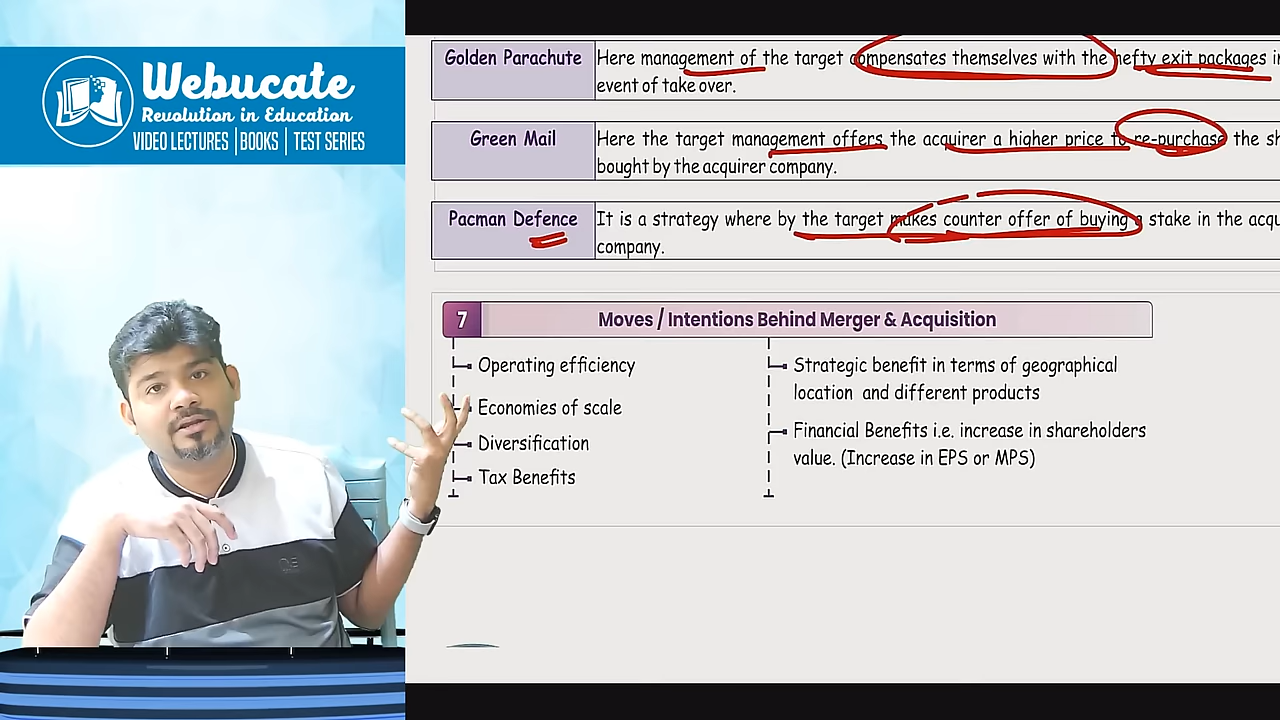 Webucate
Revolution in Education
VIDEO LECTURES | BOOKS | TEST SERIES
Golden Parachute
Here management of the target compensates themselves with the hefty exit packages
event of take over.
Green Mail
Here the target management offers the acquirer a higher price to re-purchase the
bought by the acquirer company.
Pacman Defence
It is a strategy where by the target makes counter offer of buying a stake in the
company.
7
Moves / Intentions Behind Merger & Acquisition
Operating efficiency
Economies of scale
Diversification
Tax Benefits
Strategic benefit in terms of geographical
location and different products
Financial Benefits i.e. increase in shareholders
value. (Increase in EPS or MPS)